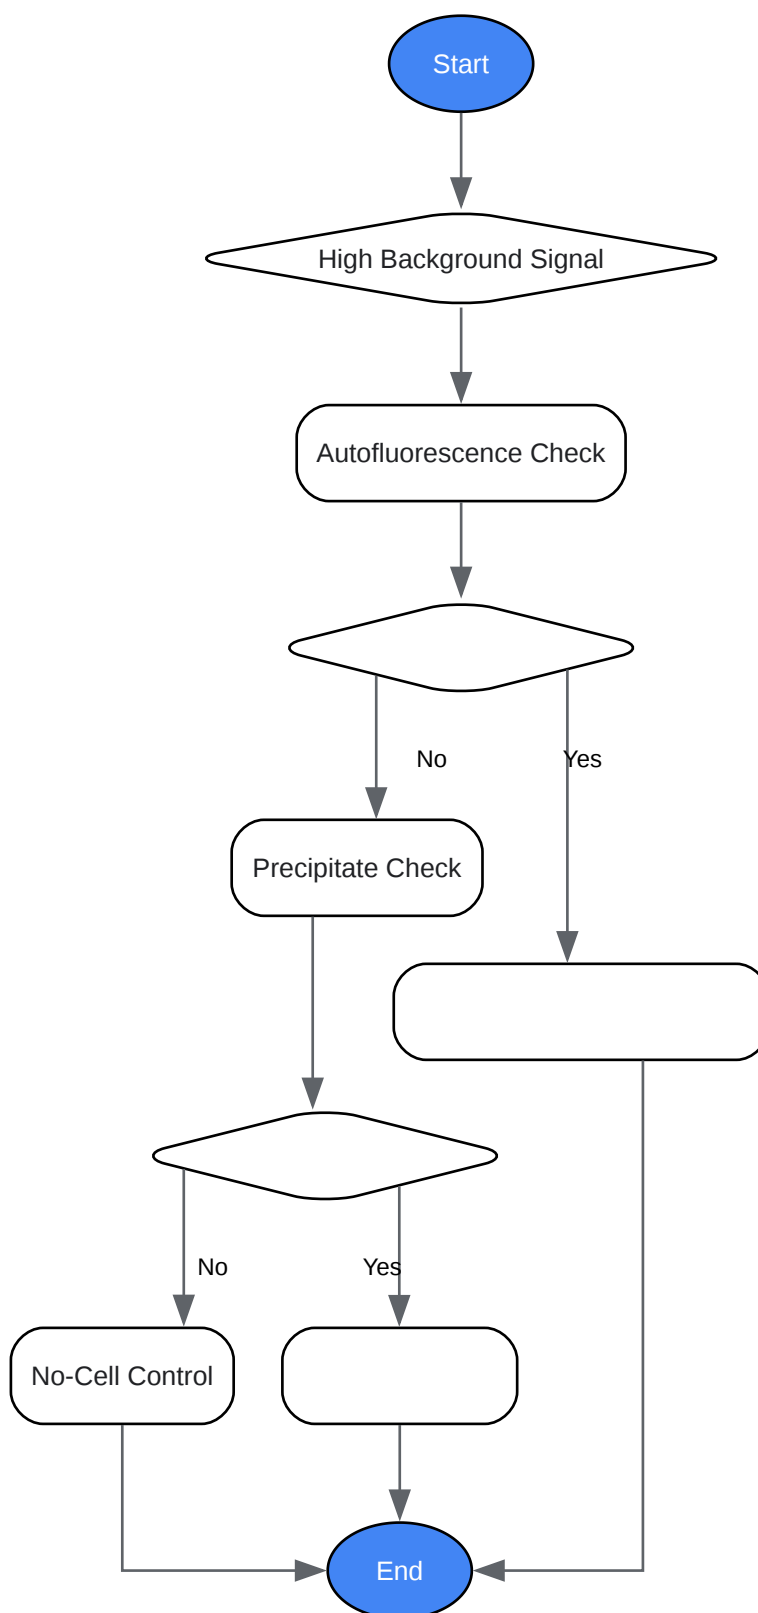 Start
High Background Signal
Autofluorescence Check
No
Yes
Precipitate Check
No
Yes
No-Cell Control
End